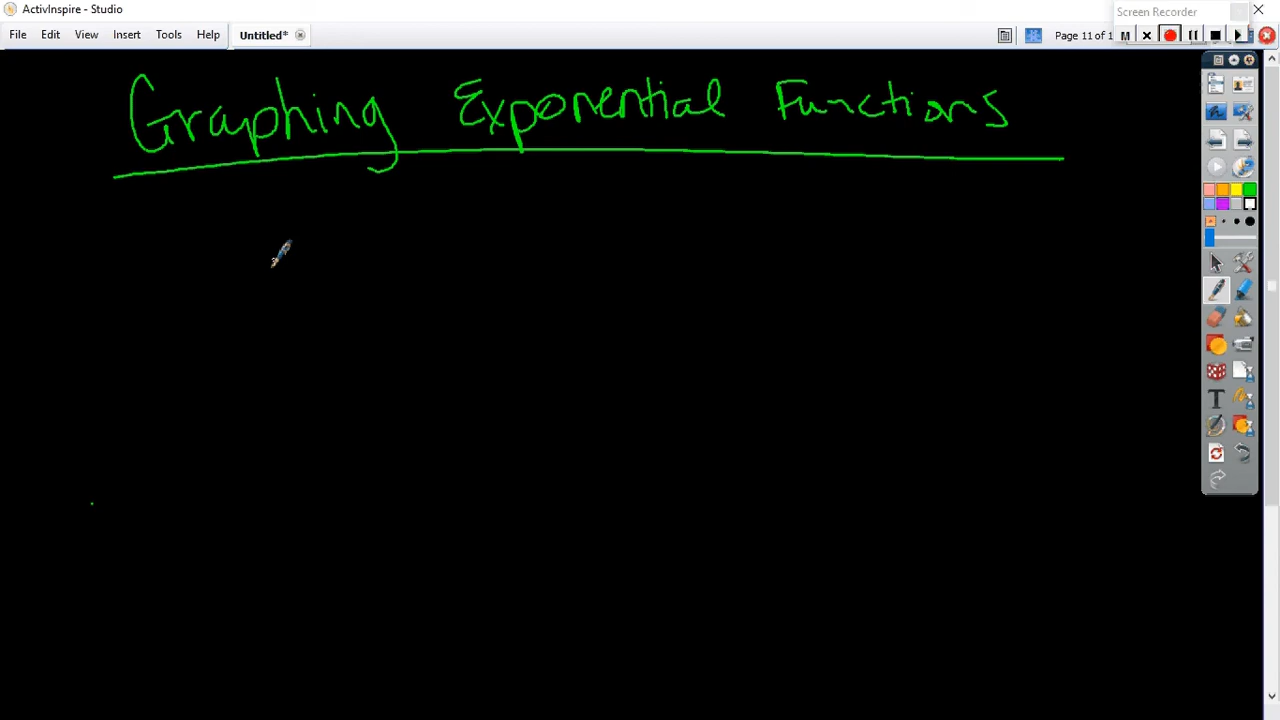 ActivInspire - Studio
Screen Recorder
File Edit View Insert Tools Help Untitled* Page 11 of 1
Graphing Exponential Functions